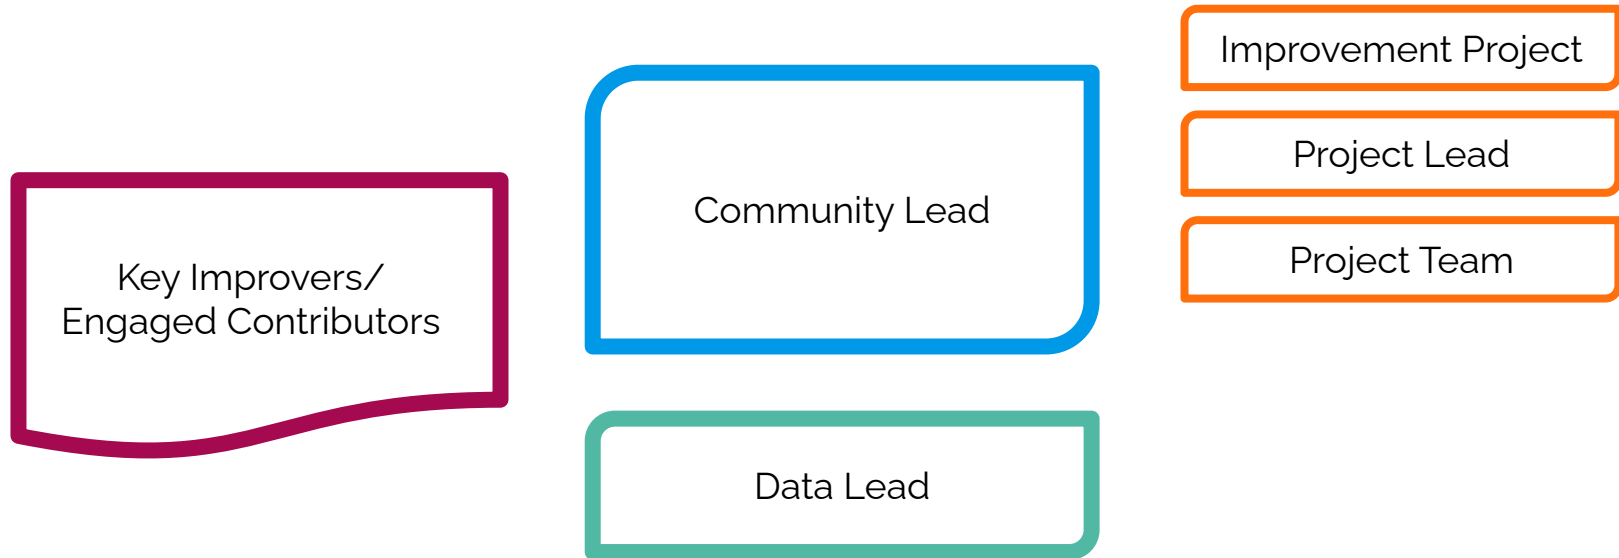 Key Improvers/
Engaged Contributors
Community Lead
Data Lead
Improvement Project
Project Lead
Project Team